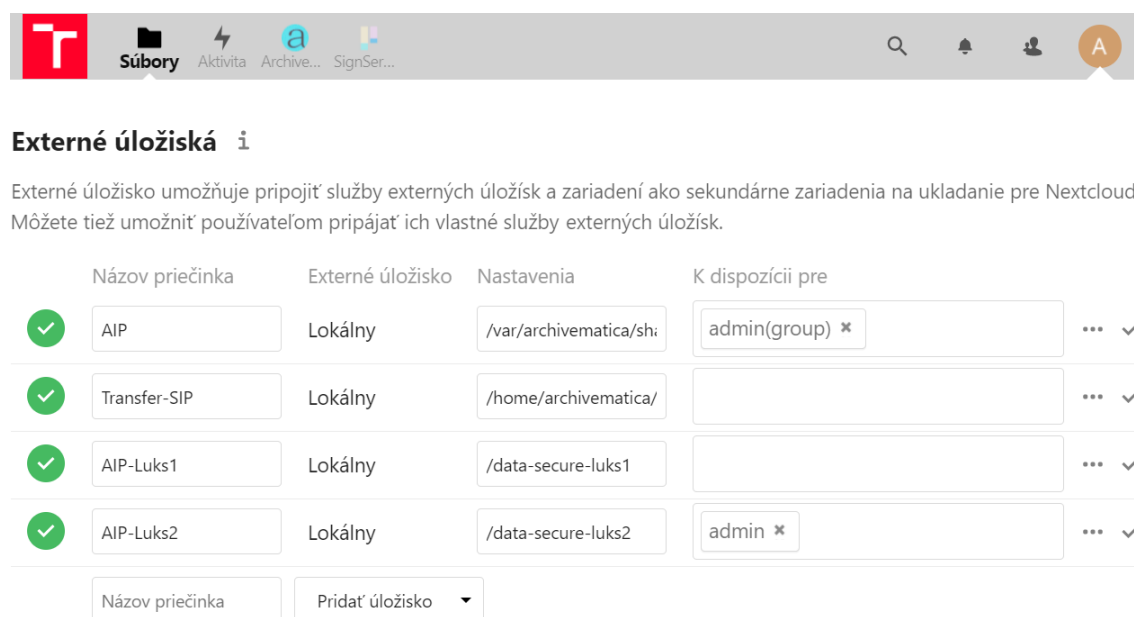 Súbory Aktivita Archive... SignSer... A
Externé úložiská i
Externé úložisko umožňuje pripojiť služby externých úložísk a zariadení ako sekundárne zariadenia na ukladanie pre Nextcloud
Môžete tiež umožniť používateľom pripájať ich vlastné služby externých úložísk.
Názov priečinka Externé úložisko Nastavenia K dispozícii pre
AIP Lokálny /var/archivematica/sha admin(group)
Transfer-SIP Lokálny /home/archivematica/
AIP-Luks1 Lokálny /data-secure-luks1
AIP-Luks2 Lokálny /data-secure-luks2 admin
Názov priečinka Pridať úložisko